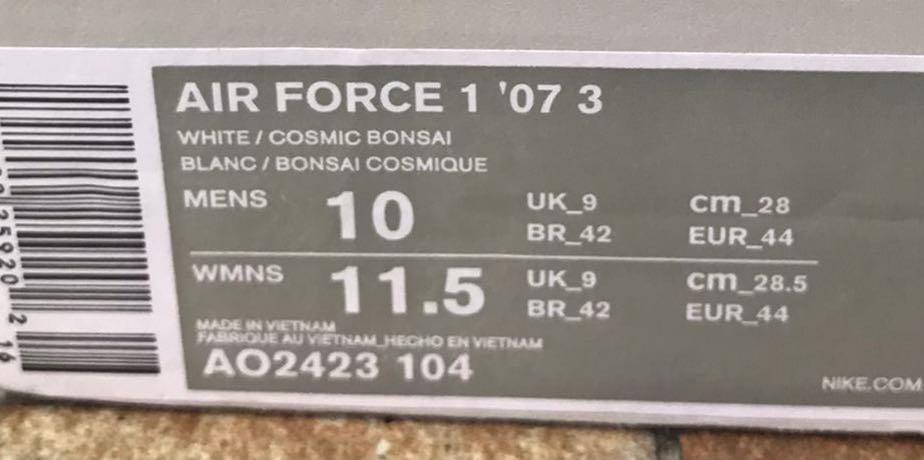 AIR FORCE 1 '07 3
WHITE / COSMIC BONSAI
BLANC / BONSAI COSMIQUE
MENS 10 UK_9 cm_28
BR_42 EUR_44
WMNS 11.5 UK_9 cm_28.5
BR_42 EUR_44
MADE IN VIETNAM
FABRIQUE AU VIETNAM_HECHO EN VIETNAM
AO2423 104
NIKE.COM